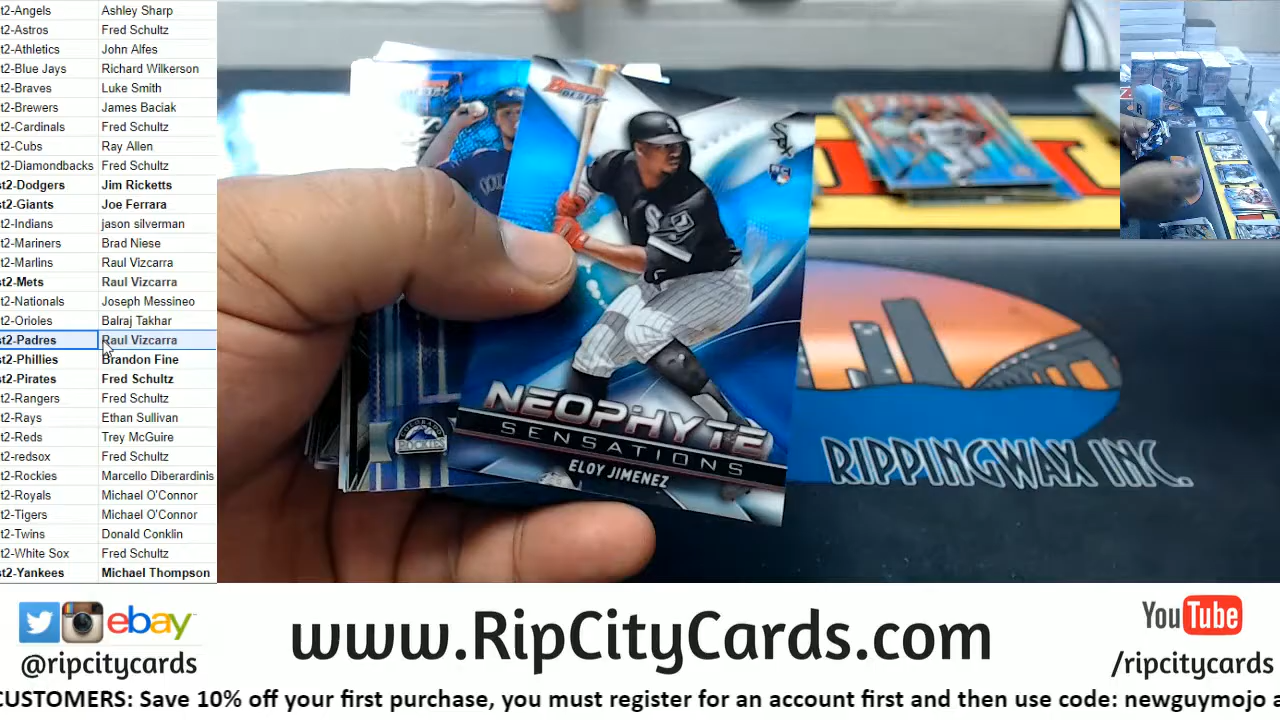 t2-Angels Ashley Sharp
t2-Astros Fred Schultz
t2-Athletics John Alfes
t2-Blue Jays Richard Wilkerson
t2-Braves Luke Smith
t2-Brewers James Baciak
t2-Cardinals Fred Schultz
t2-Cubs Ray Allen
t2-Diamondbacks Fred Schultz
st2-Dodgers Jim Ricketts
st2-Giants Joe Ferrara
t2-Indians jason silverman
t2-Mariners Brad Niese
t2-Marlins Raul Vizcarra
st2-Mets Raul Vizcarra
t2-Nationals Joseph Messineo
t2-Orioles Balraj Takhar
st2-Padres Raul Vizcarra
st2-Phillies Brandon Fine
st2-Pirates Fred Schultz
t2-Rangers Fred Schultz
t2-Rays Ethan Sullivan
t2-Reds Trey McGuire
t2-redsox Fred Schultz
t2-Rockies Marcello Diberardinis
t2-Royals Michael O'Connor
t2-Tigers Michael O'Connor
t2-Twins Donald Conklin
t2-White Sox Fred Schultz
st2-Yankees Michael Thompson
NEOPHYTE
SENSATIONS
ELOY JIMENEZ
COLORADO
ROCKIES
RIPPINGWAX INC.
ebay
@ripcitycards
www.RipCityCards.com
YouTube
/ripcitycards
CUSTOMERS: Save 10% off your first purchase, you must register for an account first and then use code: newguymojo a